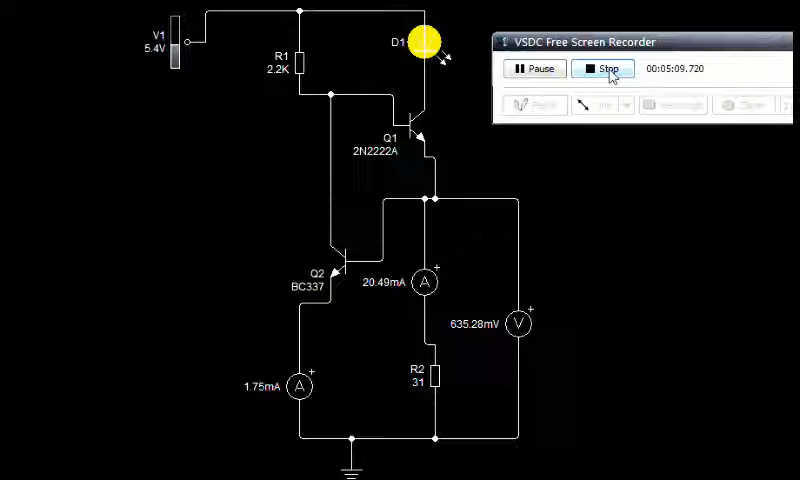 V1
5.4V
R1
2.2K
D1
VSDC Free Screen Recorder
Pause
Stop
00:05:09.720
Q1
2N2222A
Q2
BC337
20.49mA
A
+
635.28mV
V
+
R2
31
1.75mA
A
+